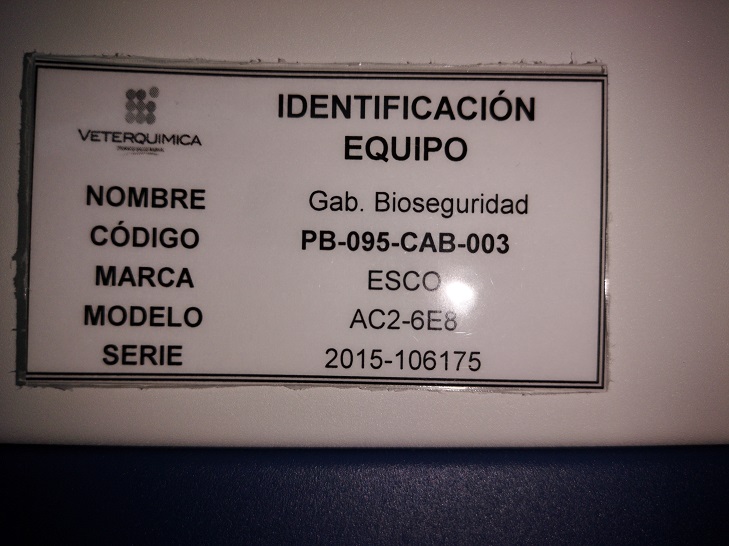 VETERQUIMICA
IDENTIFICACIÓN
EQUIPO
NOMBRE Gab. Bioseguridad
CÓDIGO PB-095-CAB-003
MARCA ESCO
MODELO AC2-6E8
SERIE 2015-106175